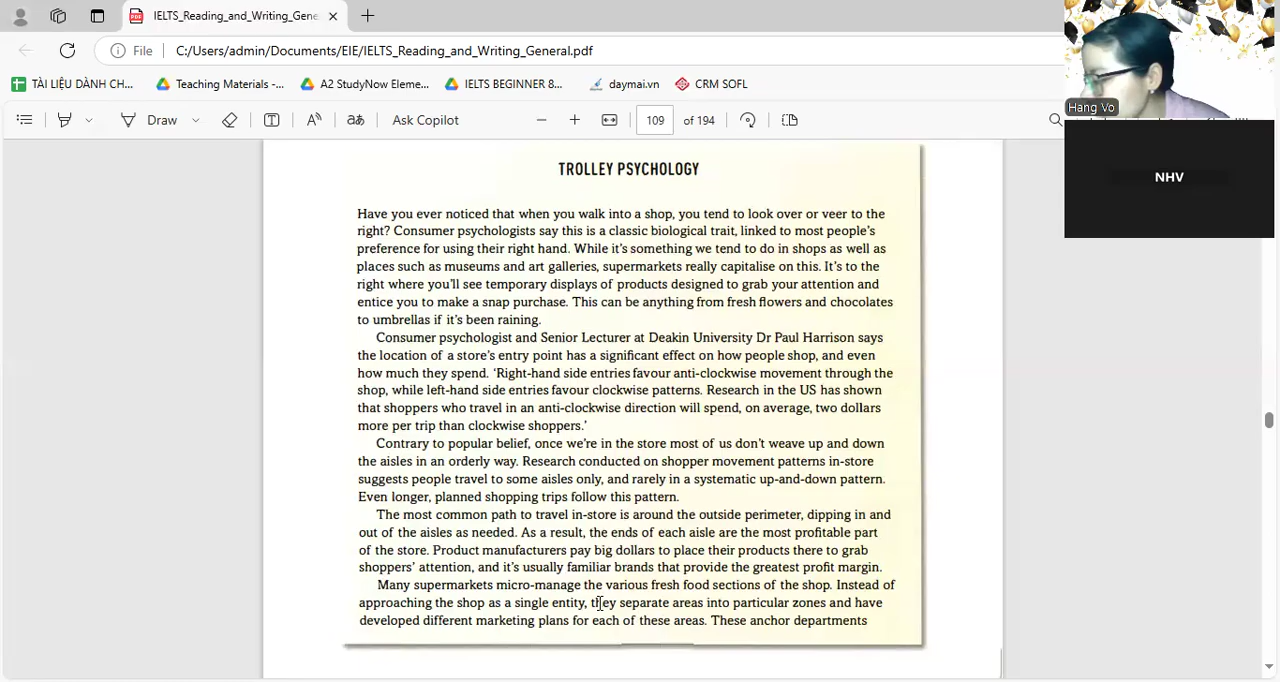 IELTS_Reading_and_Writing_Gene
File
C:/Users/admin/Documents/EIE/IELTS_Reading_and_Writing_General.pdf
TÀI LIỆU DÀNH CH...
Teaching Materials -...
A2 StudyNow Eleme...
IELTS BEGINNER 8...
daymai.vn
CRM SOFL
Draw
Ask Copilot
109
of 194
Hang Vo
NHV
TROLLEY PSYCHOLOGY
Have you ever noticed that when you walk into a shop, you tend to look over or veer to the
right? Consumer psychologists say this is a classic biological trait, linked to most people's
preference for using their right hand. While it's something we tend to do in shops as well as
places such as museums and art galleries, supermarkets really capitalise on this. It's to the
right where you'll see temporary displays of products designed to grab your attention and
entice you to make a snap purchase. This can be anything from fresh flowers and chocolates
to umbrellas if it's been raining.
Consumer psychologist and Senior Lecturer at Deakin University Dr Paul Harrison says
the location of a store's entry point has a significant effect on how people shop, and even
how much they spend. 'Right-hand side entries favour anti-clockwise movement through the
shop, while left-hand side entries favour clockwise patterns. Research in the US has shown
that shoppers who travel in an anti-clockwise direction will spend, on average, two dollars
more per trip than clockwise shoppers.'
Contrary to popular belief, once we're in the store most of us don't weave up and down
the aisles in an orderly way. Research conducted on shopper movement patterns in-store
suggests people travel to some aisles only, and rarely in a systematic up-and-down pattern.
Even longer, planned shopping trips follow this pattern.
The most common path to travel in-store is around the outside perimeter, dipping in and
out of the aisles as needed. As a result, the ends of each aisle are the most profitable part
of the store. Product manufacturers pay big dollars to place their products there to grab
shoppers' attention, and it's usually familiar brands that provide the greatest profit margin.
Many supermarkets micro-manage the various fresh food sections of the shop. Instead of
approaching the shop as a single entity, they separate areas into particular zones and have
developed different marketing plans for each of these areas. These anchor departments